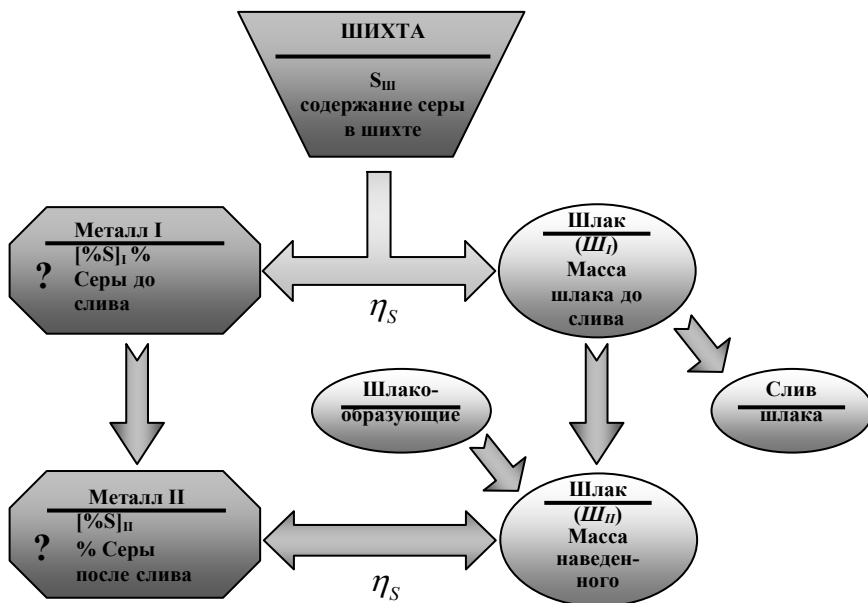 ШИХТА
Sш
содержание серы
в шихте
Металл I
[%S]I %
? Серы до
слива
Шлак
(ШI)
Масса
шлака до
слива
ηS
Шлако-
образующие
Слив
шлака
Металл II
[%S]II
? % Серы
после слива
Шлак
(ШII)
Масса
наведен-
ного
ηS